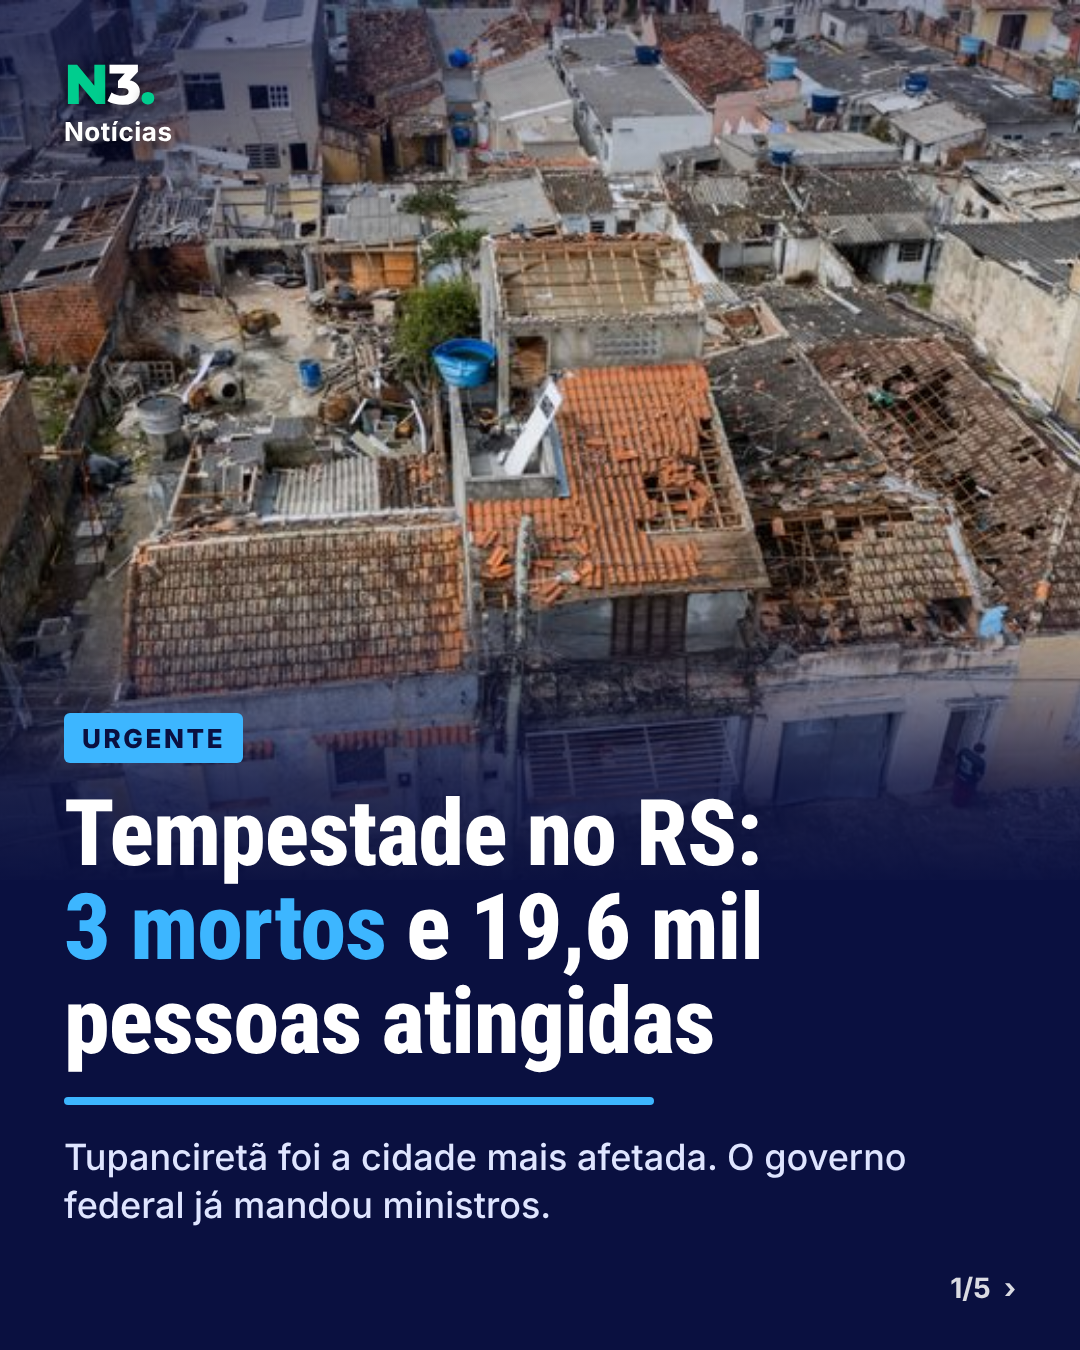 N3.
Notícias
URGENTE
Tempestade no RS:
3 mortos e 19,6 mil
pessoas atingidas
Tupanciretã foi a cidade mais afetada. O governo
federal já mandou ministros.
1/5 ›